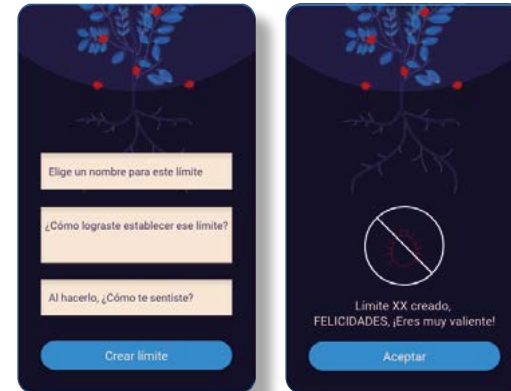 Elige un nombre para este límite
¿Cómo lograste establecer ese límite?
Al hacerlo, ¿Cómo te sentiste?
Crear límite
Límite XX creado,
FELICIDADES, ¡Eres muy valiente!
Aceptar